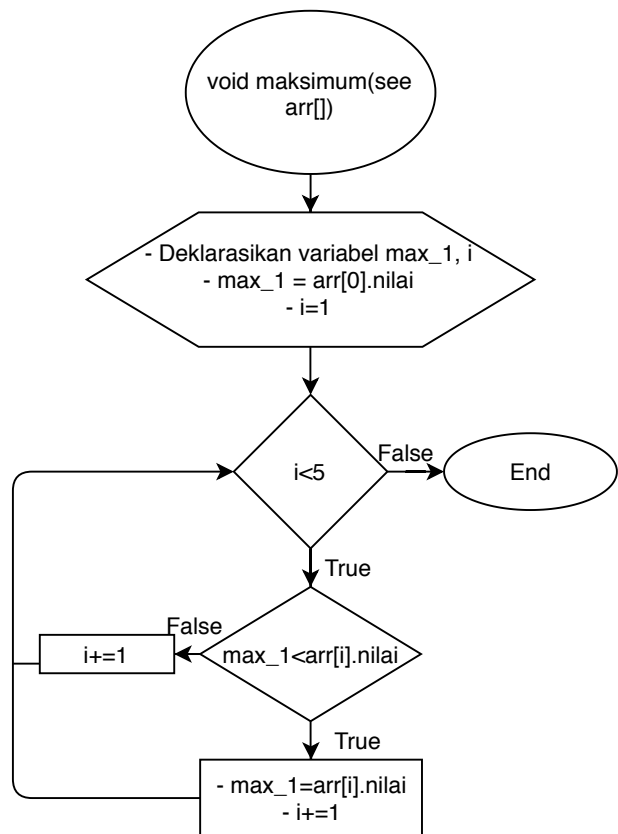 void maksimum(see
arr[])
- Deklarasikan variabel max_1, i
- max_1 = arr[0].nilai
- i=1
i<5
False
End
True
False
i+=1
max_1<arr[i].nilai
True
- max_1=arr[i].nilai
- i+=1